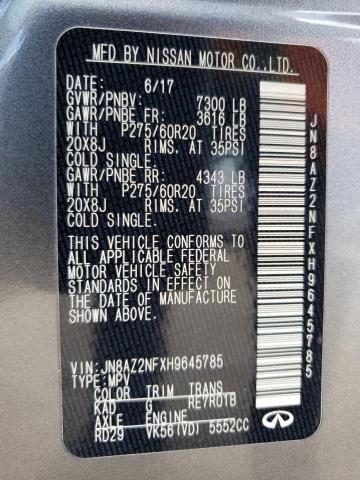 MFD BY NISSAN MOTOR CO.,LTD.
DATE: 6/17
GVWR/PNBV: 7300 LB
GAWR/PNBE FR: 3616 LB
WITH P275/60R20 TIRES
20X8J RIMS. AT 35PSI
COLD SINGLE.
GAWR/PNBE RR: 4343 LB
WITH P275/60R20 TIRES
20X8J RIMS. AT 35PSI
COLD SINGLE.
THIS VEHICLE CONFORMS TO
ALL APPLICABLE FEDERAL
MOTOR VEHICLE SAFETY
STANDARDS IN EFFECT ON
THE DATE OF MANUFACTURE
SHOWN ABOVE.
VIN: JN8AZ2NFXH9645785
TYPE: MPV
COLOR TRIM TRANS
KAD G RE7R01B
AXLE ENGINE
RD29 VK56(VD) 5552CC
JN8AZ2NFXH9645785